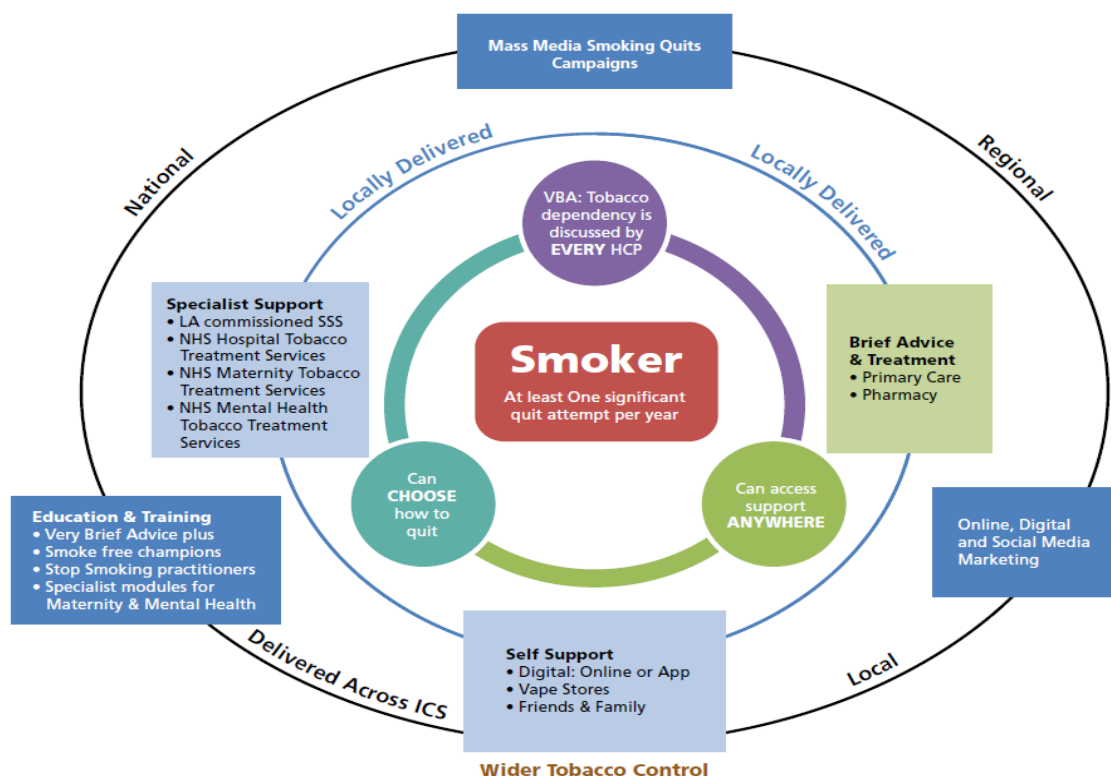 Mass Media Smoking Quits
Campaigns
National
Regional
Locally Delivered
Locally Delivered
VBA: Tobacco
dependency is
discussed by
EVERY HCP
Specialist Support
• LA commissioned SSS
• NHS Hospital Tobacco
Treatment Services
• NHS Maternity Tobacco
Treatment Services
• NHS Mental Health
Tobacco Treatment
Services
Smoker
At least One significant
quit attempt per year
Brief Advice
& Treatment
• Primary Care
• Pharmacy
Can
CHOOSE
how to
quit
Can access
support
ANYWHERE
Education & Training
• Very Brief Advice plus
• Smoke free champions
• Stop Smoking practitioners
• Specialist modules for
Maternity & Mental Health
Online, Digital
and Social Media
Marketing
Delivered Across ICS
Self Support
• Digital: Online or App
• Vape Stores
• Friends & Family
Local
Wider Tobacco Control